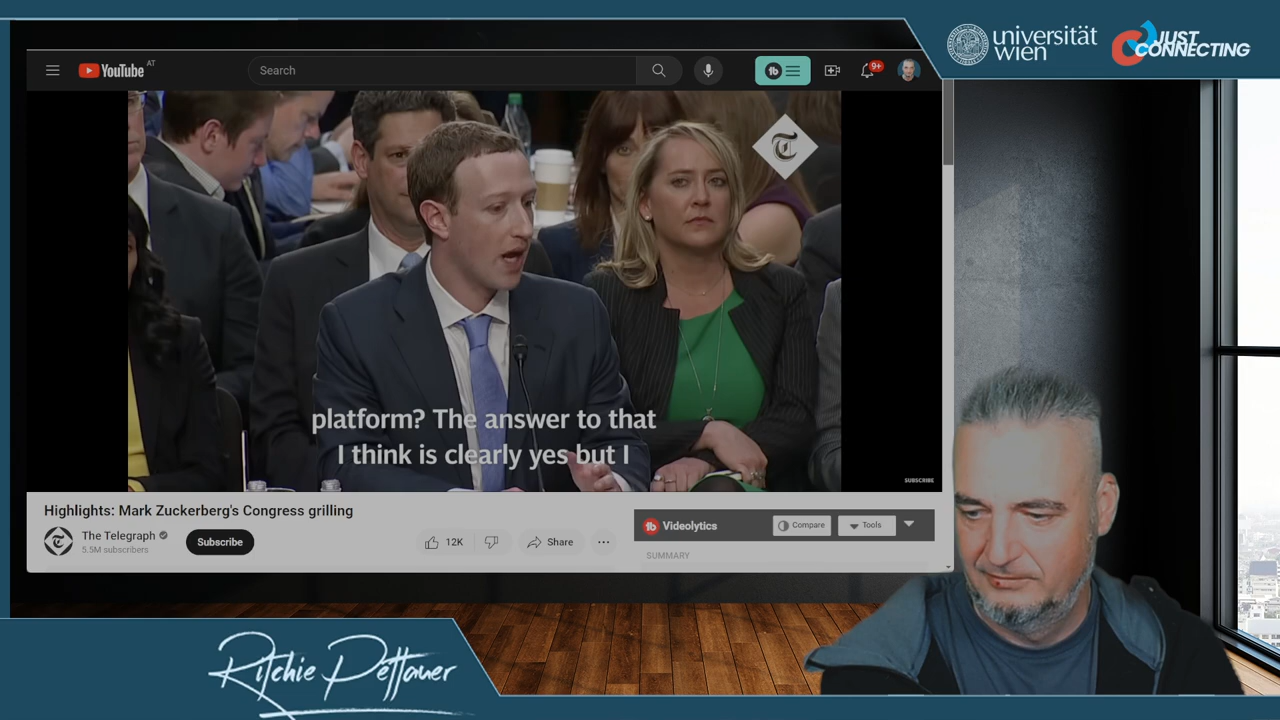 universität
wien
JUST
CONNECTING
YouTube AT
Search
9+
platform? The answer to that
I think is clearly yes but I
SUBSCRIBE
Highlights: Mark Zuckerberg's Congress grilling
The Telegraph
5.5M subscribers
Subscribe
12K
Share
Videolytics
Compare
Tools
SUMMARY
Ritchie Pettauer